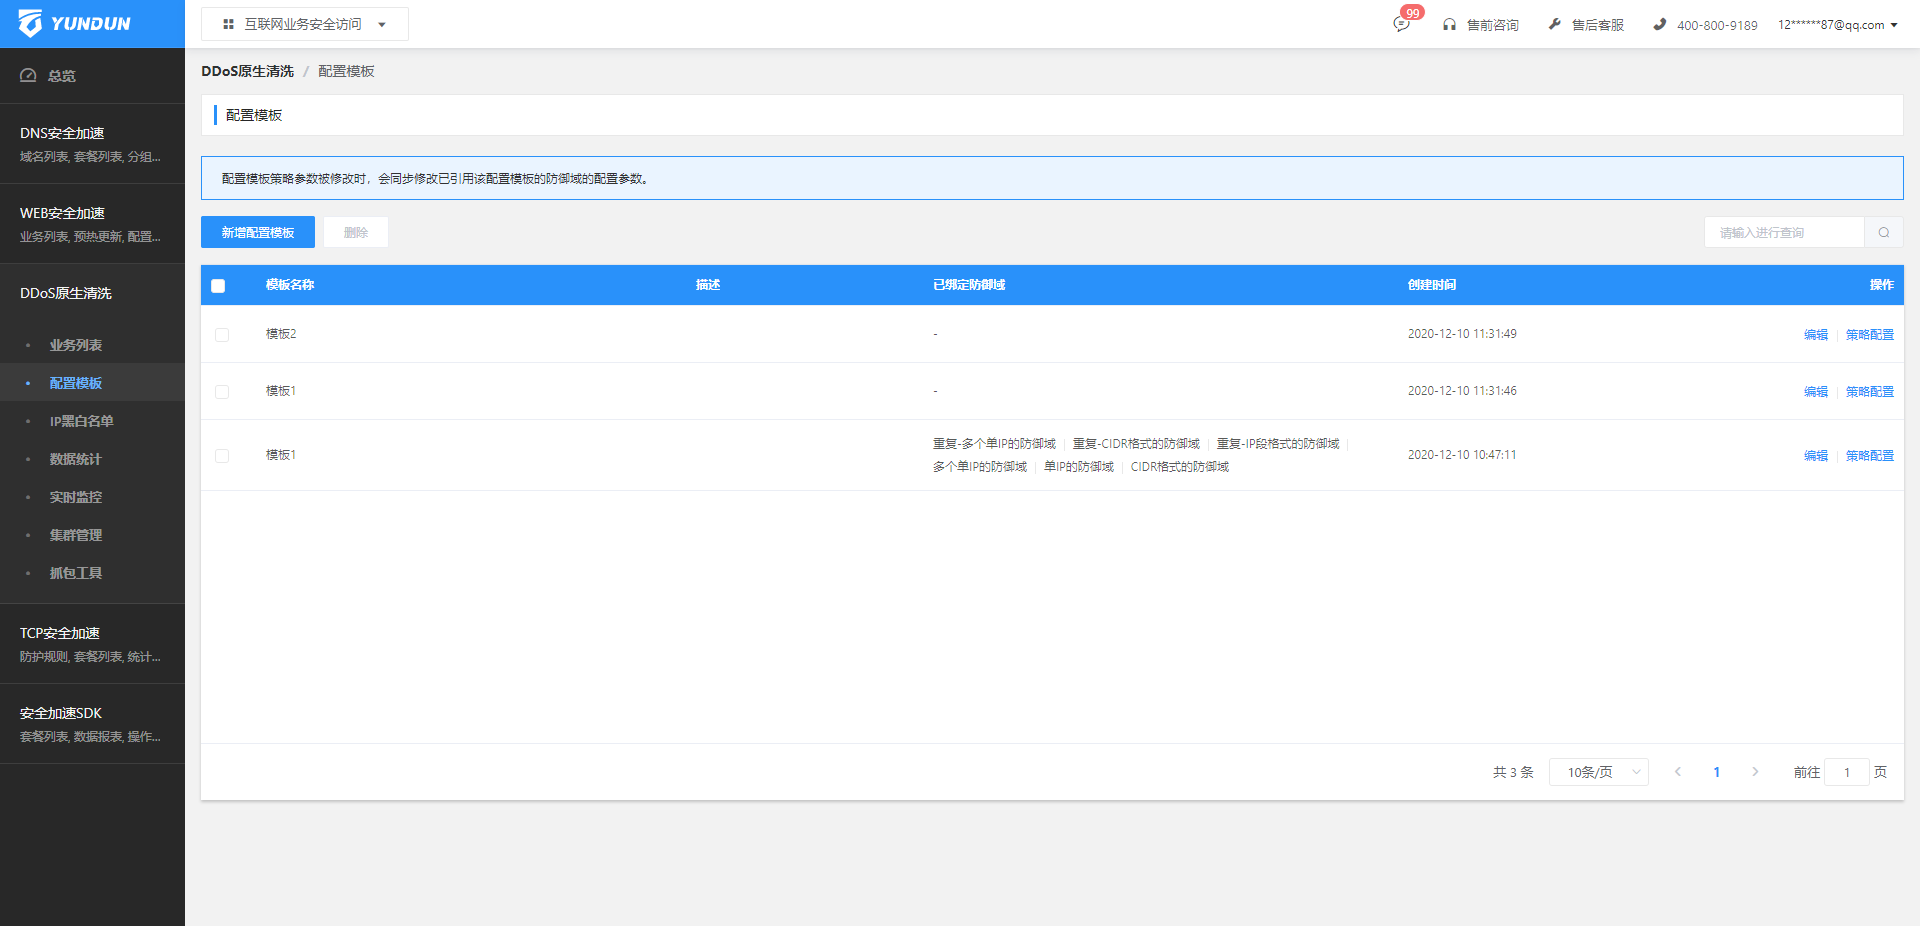 YUNDUN
互联网业务安全访问
99
售前咨询
售后客服
400-800-9189
12******87@qq.com
总览
DNS安全加速
域名列表, 套餐列表, 分组...
WEB安全加速
业务列表, 预热更新, 配置...
DDoS原生清洗
业务列表
配置模板
IP黑白名单
数据统计
实时监控
集群管理
抓包工具
TCP安全加速
防护规则, 套餐列表, 统计...
安全加速SDK
套餐列表, 数据报表, 操作...
DDoS原生清洗 / 配置模板
配置模板
配置模板策略参数被修改时，会同步修改已引用该配置模板的防御域的配置参数。
新增配置模板 删除
请输入进行查询
模板名称 描述 已绑定防御域 创建时间 操作
模板2 - 2020-12-10 11:31:49 编辑 策略配置
模板1 - 2020-12-10 11:31:46 编辑 策略配置
模板1
重复-多个单IP的防御域 重复-CIDR格式的防御域 重复-IP段格式的防御域
多个单IP的防御域 单IP的防御域 CIDR格式的防御域
2020-12-10 10:47:11 编辑 策略配置
共 3 条 10条/页 1 前往 1 页